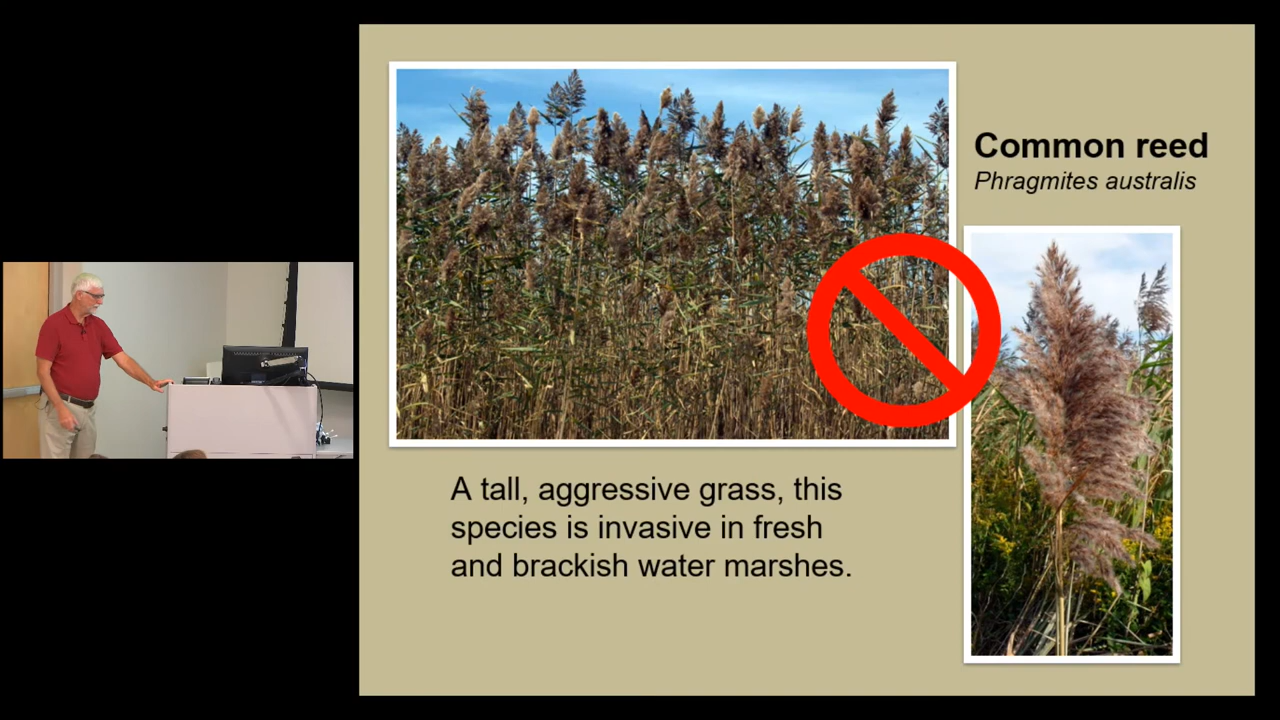 Common reed
Phragmites australis
A tall, aggressive grass, this
species is invasive in fresh
and brackish water marshes.